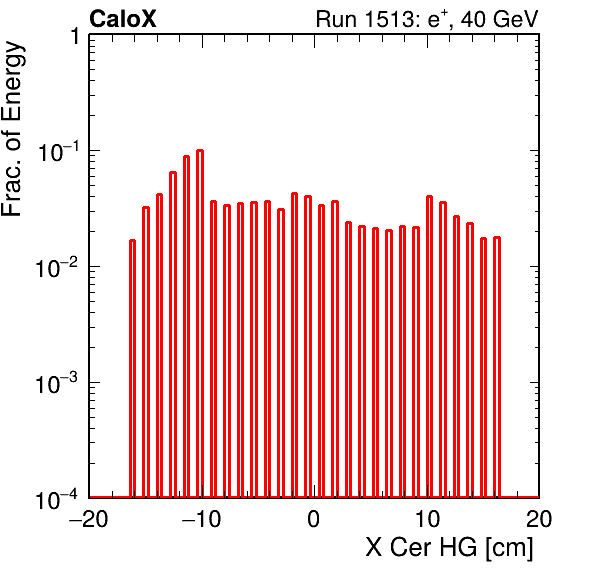 CaloX
Run 1513: e⁺, 40 GeV
Frac. of Energy
1
10⁻¹
10⁻²
10⁻³
10⁻⁴
−20
−10
0
10
20
X Cer HG [cm]